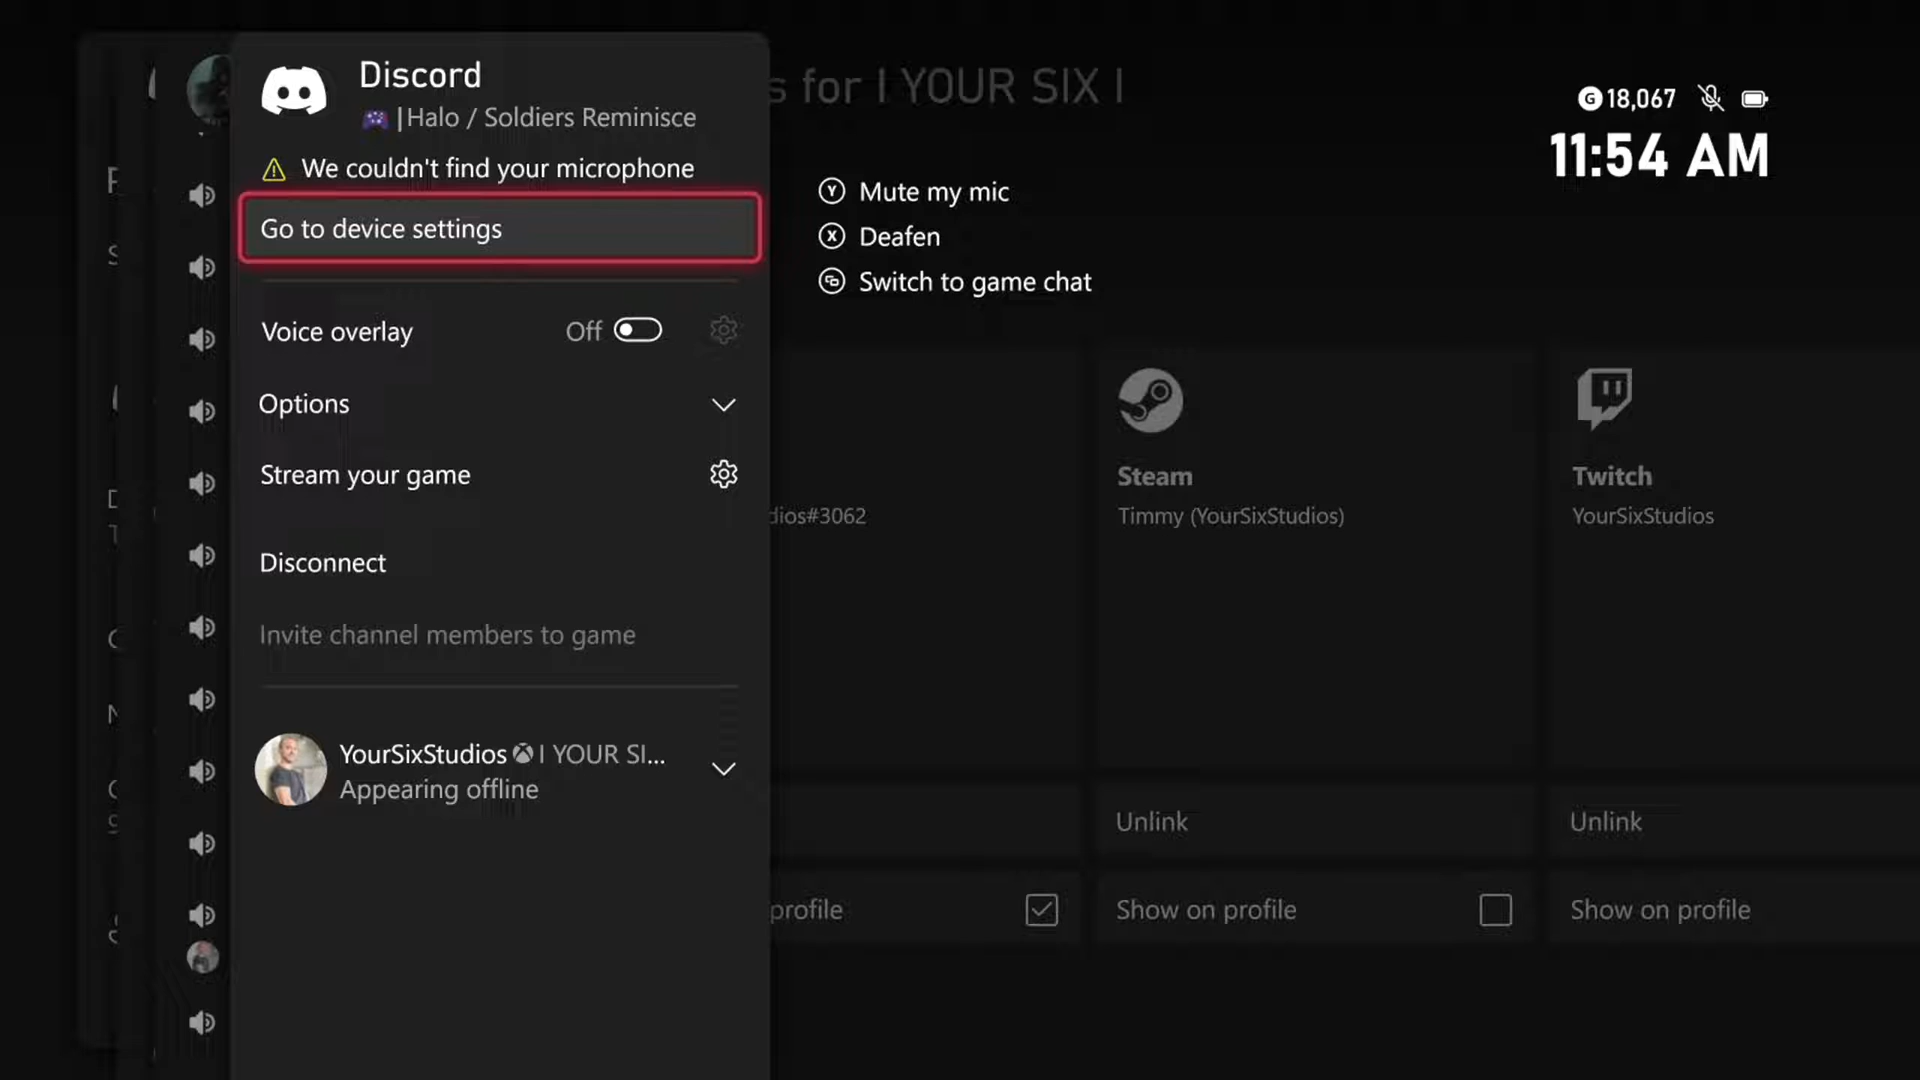 Discord
|Halo / Soldiers Reminisce
We couldn't find your microphone
Go to device settings
Voice overlay Off
Options
Stream your game
Disconnect
Invite channel members to game
YourSixStudios I YOUR SI...
Appearing offline
s for I YOUR SIX I
G 18,067
11:54 AM
Y Mute my mic
X Deafen
Switch to game chat
dios#3062
Steam
Timmy (YourSixStudios)
Twitch
YourSixStudios
Unlink
Unlink
profile
Show on profile
Show on profile